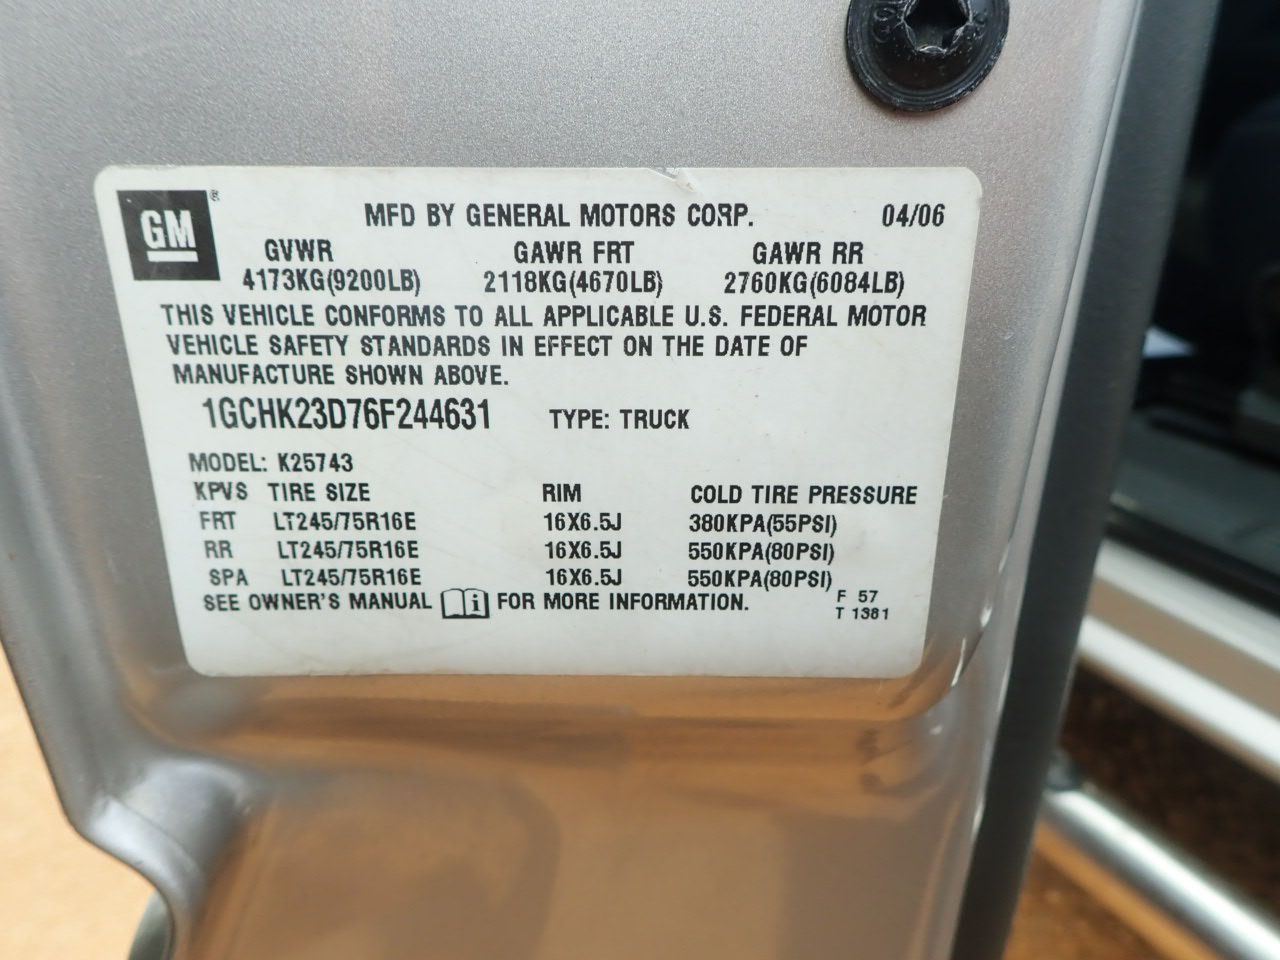 GM
MFD BY GENERAL MOTORS CORP. 04/06
GVWR GAWR FRT GAWR RR
4173KG(9200LB) 2118KG(4670LB) 2760KG(6084LB)
THIS VEHICLE CONFORMS TO ALL APPLICABLE U.S. FEDERAL MOTOR
VEHICLE SAFETY STANDARDS IN EFFECT ON THE DATE OF
MANUFACTURE SHOWN ABOVE.
1GCHK23D76F244631 TYPE: TRUCK
MODEL: K25743
KPVS TIRE SIZE RIM COLD TIRE PRESSURE
FRT LT245/75R16E 16X6.5J 380KPA(55PSI)
RR LT245/75R16E 16X6.5J 550KPA(80PSI)
SPA LT245/75R16E 16X6.5J 550KPA(80PSI)
SEE OWNER'S MANUAL i FOR MORE INFORMATION. F 57
T 1381